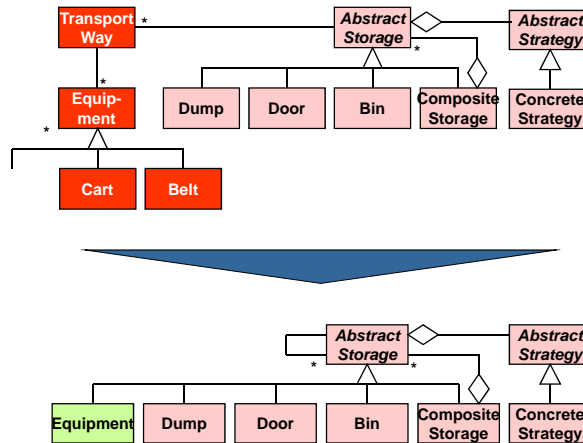 Transport
Way
*
Abstract
Storage
*
Abstract
Strategy
*
Equip-
ment
*
Dump
Door
Bin
Composite
Storage
Concrete
Strategy
Cart
Belt
Abstract
Storage
*
*
Abstract
Strategy
Equipment
Dump
Door
Bin
Composite
Storage
Concrete
Strategy